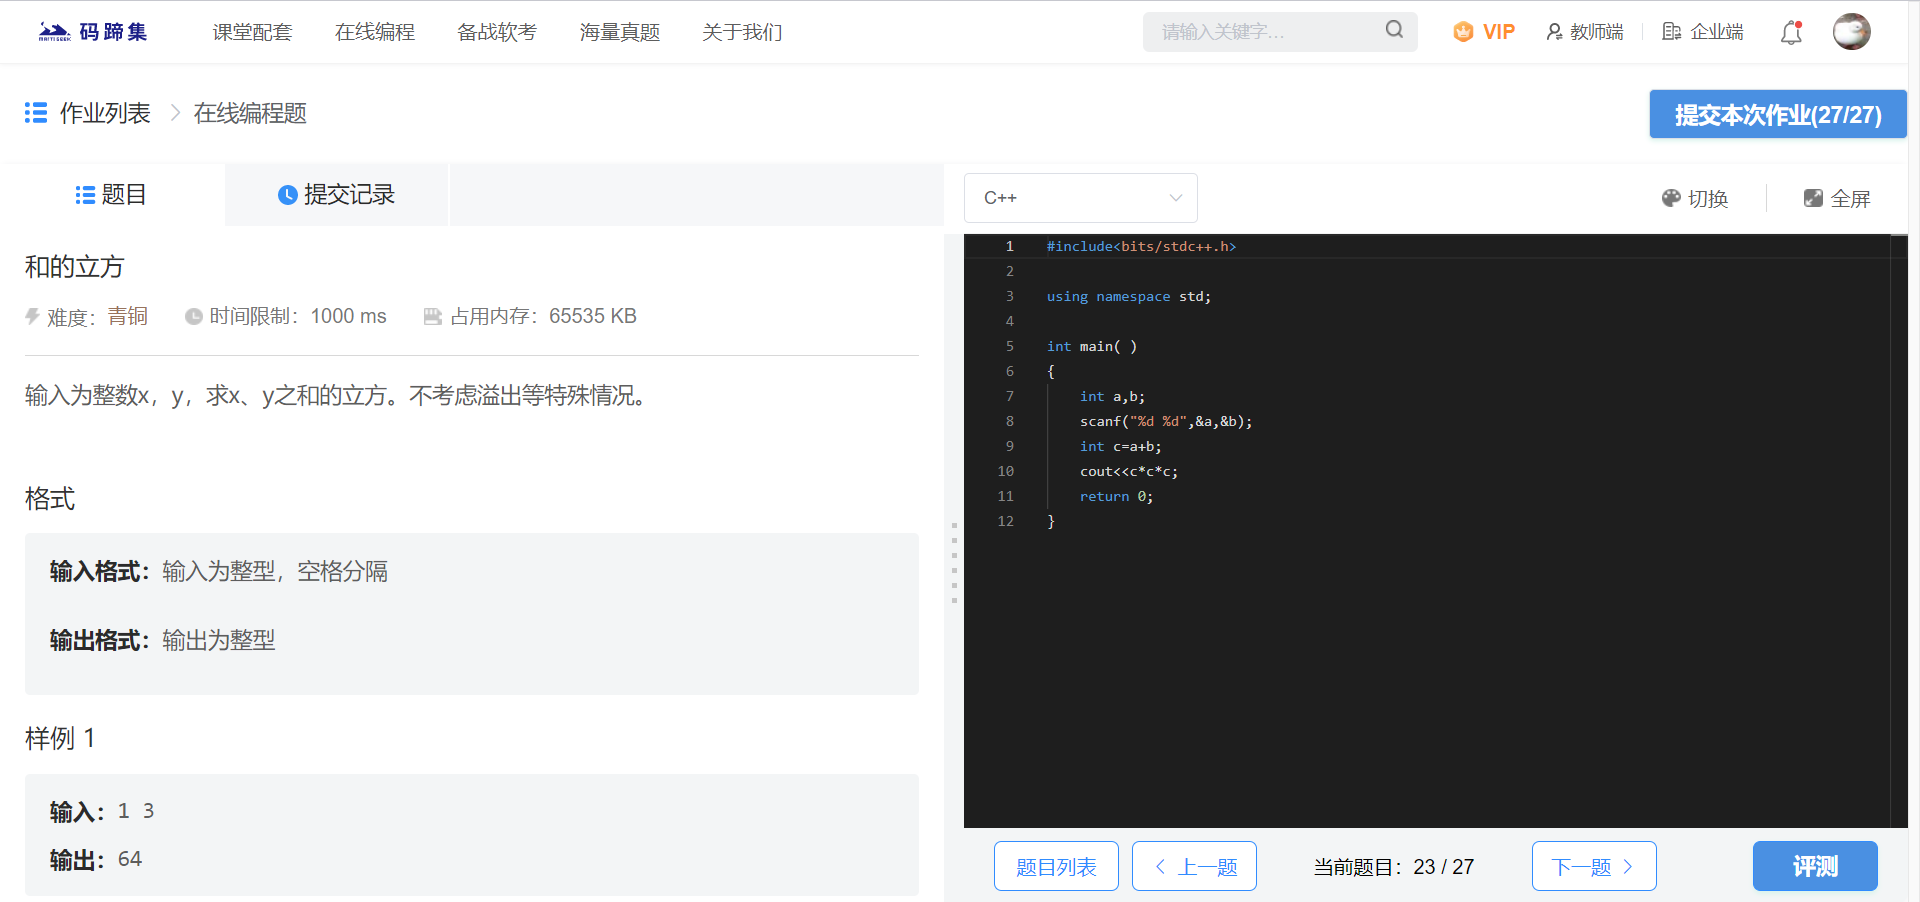 MAITI GEEK 码蹄集 课堂配套 在线编程 备战软考 海量真题 关于我们 请输入关键字... VIP 教师端 企业端
作业列表 > 在线编程题 提交本次作业(27/27)
题目 提交记录
和的立方
难度：青铜 时间限制：1000 ms 占用内存：65535 KB
输入为整数x，y，求x、y之和的立方。不考虑溢出等特殊情况。
格式
输入格式：输入为整型，空格分隔
输出格式：输出为整型
样例 1
输入：1 3
输出：64
C++ 切换 全屏
1 #include<bits/stdc++.h>
2
3 using namespace std;
4
5 int main( )
6 {
7 int a,b;
8 scanf("%d %d",&a,&b);
9 int c=a+b;
10 cout<<c*c*c;
11 return 0;
12 }
题目列表 < 上一题 当前题目：23 / 27 下一题 > 评测